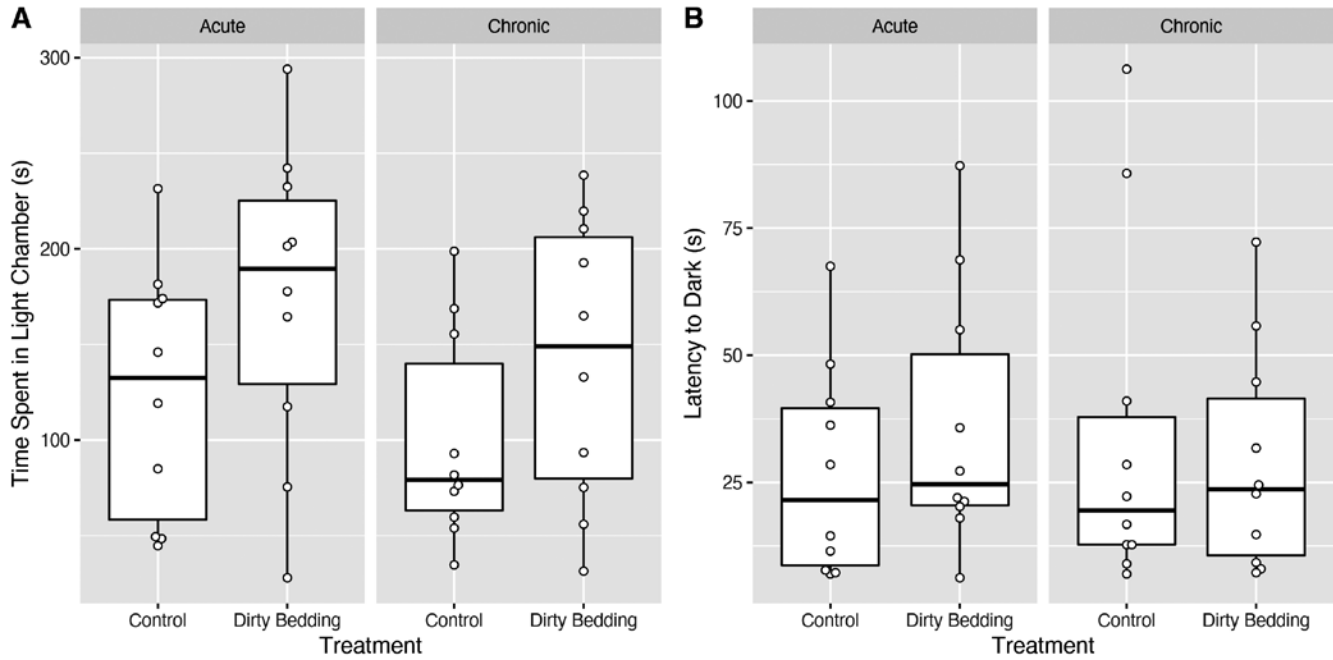 A
Acute
Chronic
300
200
100
Time Spent in Light Chamber (s)
Control
Dirty Bedding
Control
Dirty Bedding
Treatment
B
Acute
Chronic
100
75
50
25
Latency to Dark (s)
Control
Dirty Bedding
Control
Dirty Bedding
Treatment